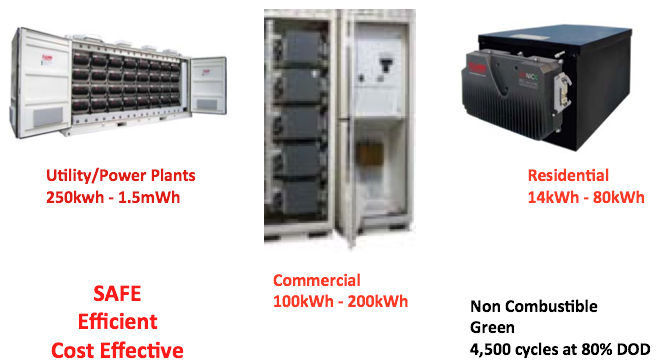 Utility/Power Plants
250kwh - 1.5mWh
Residential
14kWh - 80kWh
Commercial
100kWh - 200kWh
SAFE
Efficient
Cost Effective
Non Combustible
Green
4,500 cycles at 80% DOD